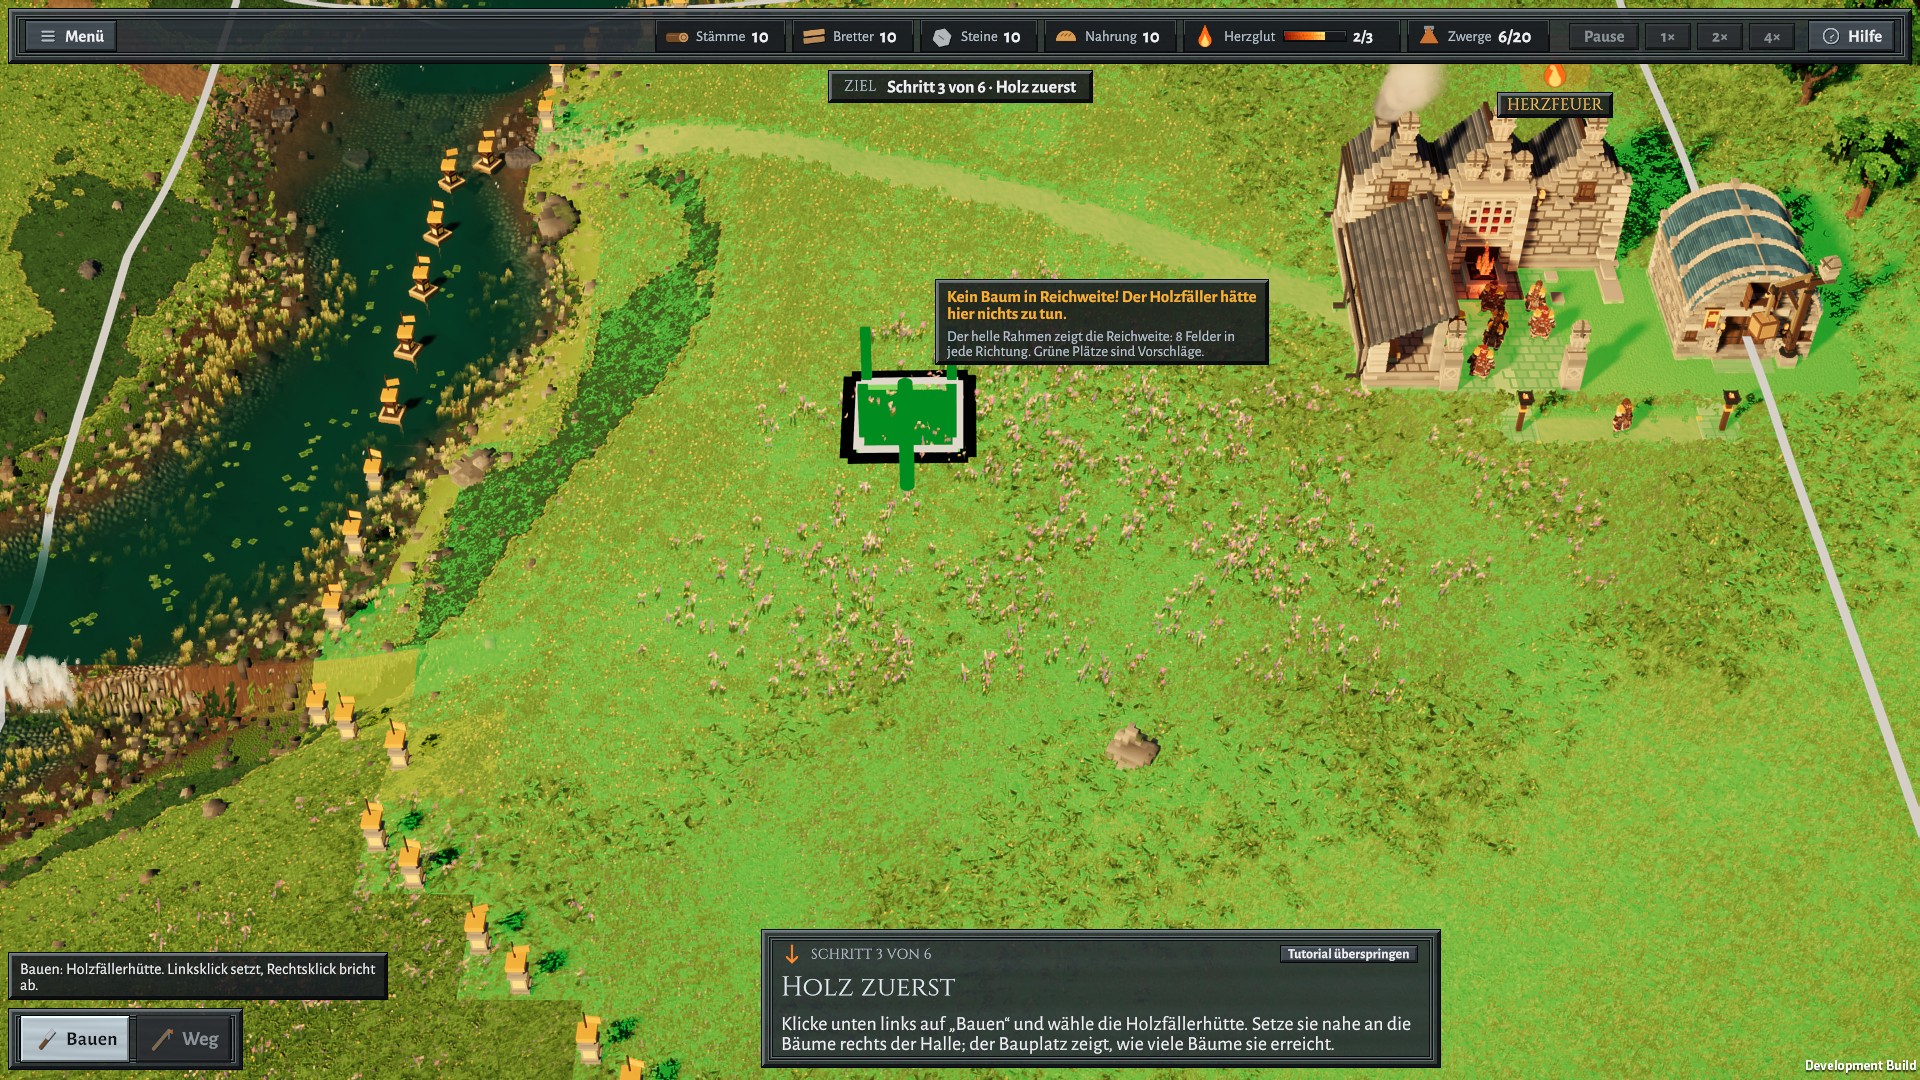 Menü
Stämme 10
Bretter 10
Steine 10
Nahrung 10
Herzglut 2/3
Zwerge 6/20
Pause
1×
2×
4×
Hilfe
ZIEL Schritt 3 von 6 · Holz zuerst
HERZFEUER
Kein Baum in Reichweite! Der Holzfäller hätte
hier nichts zu tun.
Der helle Rahmen zeigt die Reichweite: 8 Felder in
jede Richtung. Grüne Plätze sind Vorschläge.
SCHRITT 3 VON 6
Tutorial überspringen
HOLZ ZUERST
Klicke unten links auf „Bauen“ und wähle die Holzfällerhütte. Setze sie nahe an die
Bäume rechts der Halle; der Bauplatz zeigt, wie viele Bäume sie erreicht.
Bauen: Holzfällerhütte. Linksklick setzt, Rechtsklick bricht
ab.
Bauen
Weg
Development Build